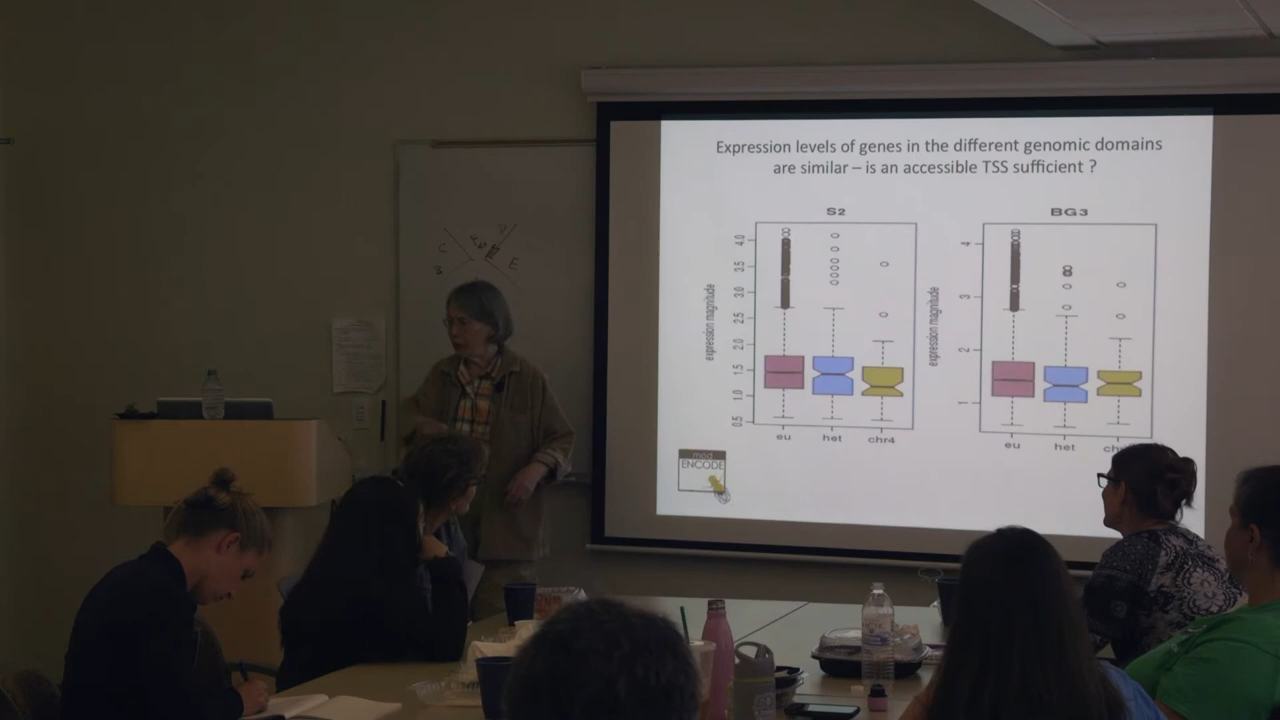 Expression levels of genes in the different genomic domains
are similar – is an accessible TSS sufficient ?
S2
BG3
expression magnitude
4.0
3.5
3.0
2.5
2.0
1.5
1.0
0.5
eu het chr4
expression magnitude
4
3
2
1
eu het
mod
ENCODE
C
B
E